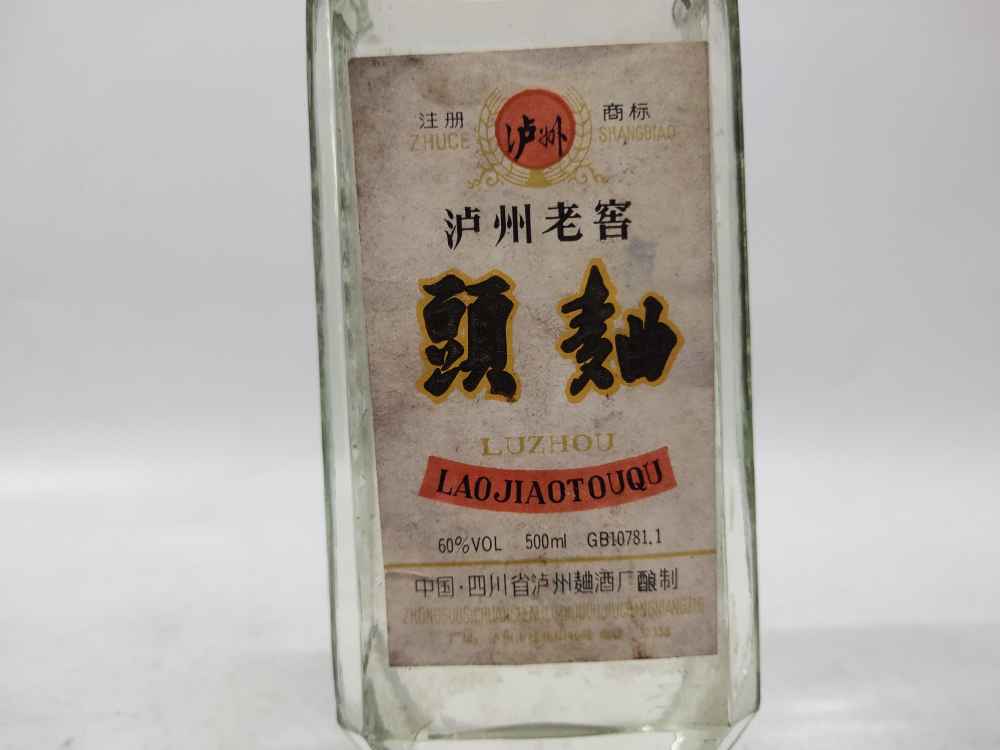 注册 泸州 商标
ZHUCE SHANGBIAO
泸州老窖
頭麯
LUZHOU
LAOJIAOTOUQU
60%VOL 500ml GB10781.1
中国·四川省泸州麯酒厂酿制